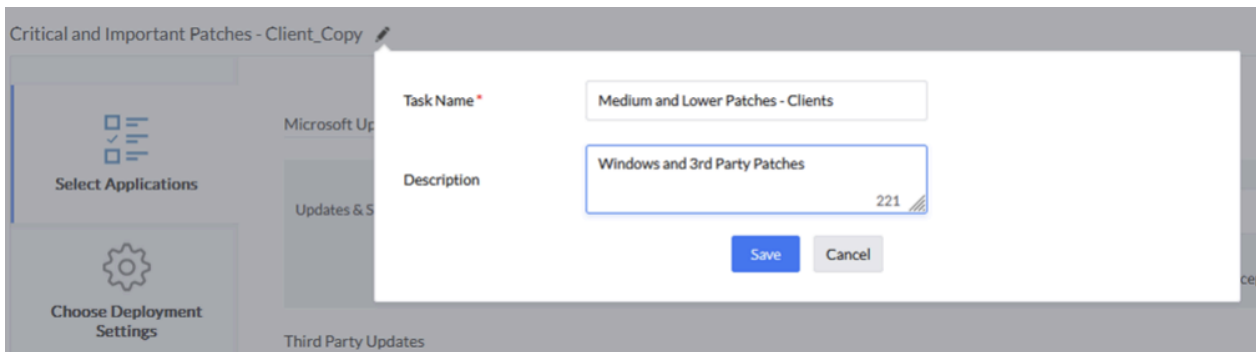 Critical and Important Patches - Client_Copy
Task Name*
Medium and Lower Patches - Clients
Microsoft Up
Description
Windows and 3rd Party Patches
221
Select Applications
Updates & S
Save
Cancel
Choose Deployment
Settings
Third Party Updates